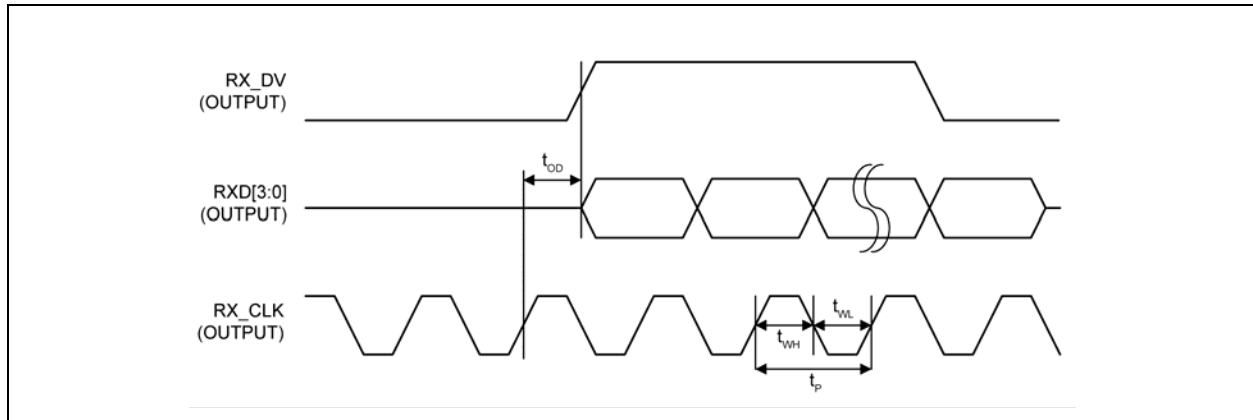 RX_DV
(OUTPUT)
t_OD
RXD[3:0]
(OUTPUT)
RX_CLK
(OUTPUT)
t_WH
t_WL
t_P